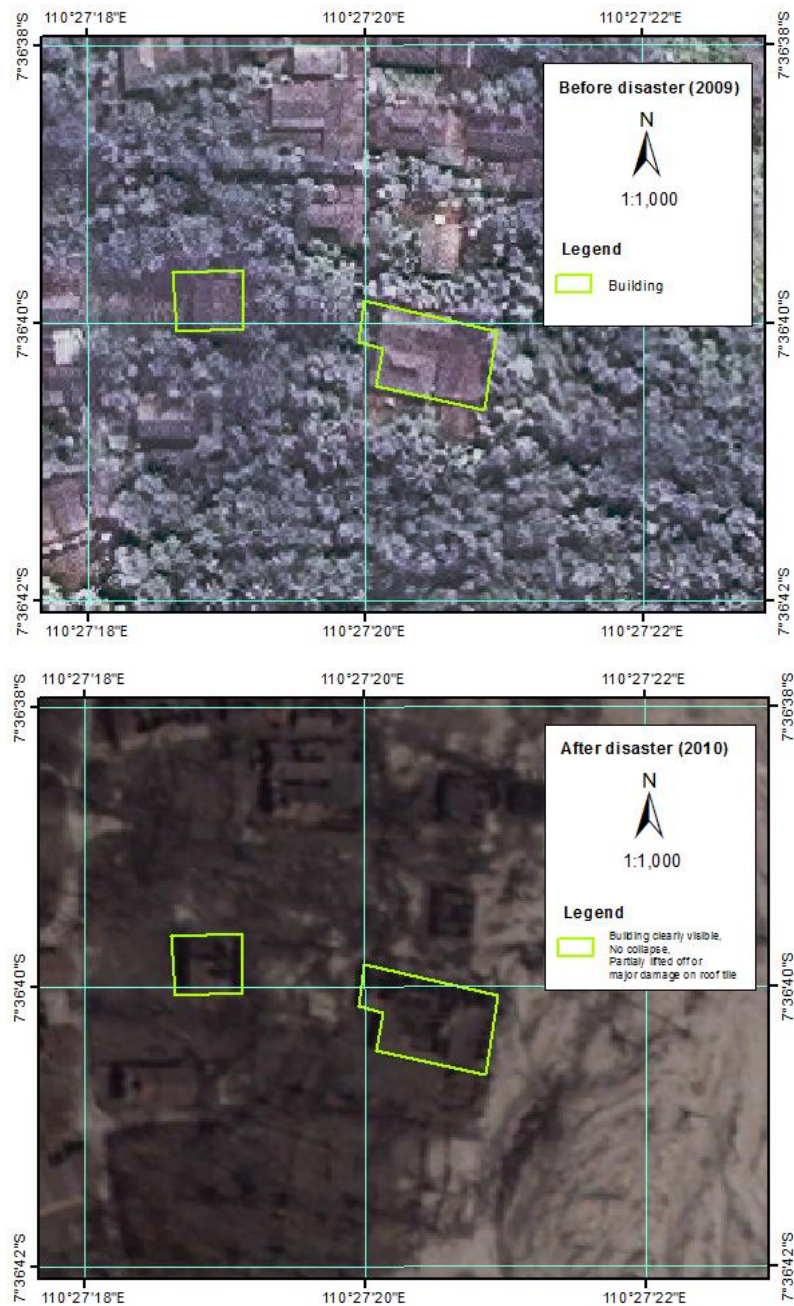 110°27'18"E 110°27'20"E 110°27'22"E
7°36'38"S 7°36'38"S
Before disaster (2009)
N
1:1,000
Legend
Building
7°36'40"S 7°36'40"S
7°36'42"S 7°36'42"S
110°27'18"E 110°27'20"E 110°27'22"E
110°27'18"E 110°27'20"E 110°27'22"E
7°36'38"S 7°36'38"S
After disaster (2010)
N
1:1,000
Legend
Building clearly visible,
No collapse,
Partialy lifted off or
major damage on roof tile
7°36'40"S 7°36'40"S
7°36'42"S 7°36'42"S
110°27'18"E 110°27'20"E 110°27'22"E